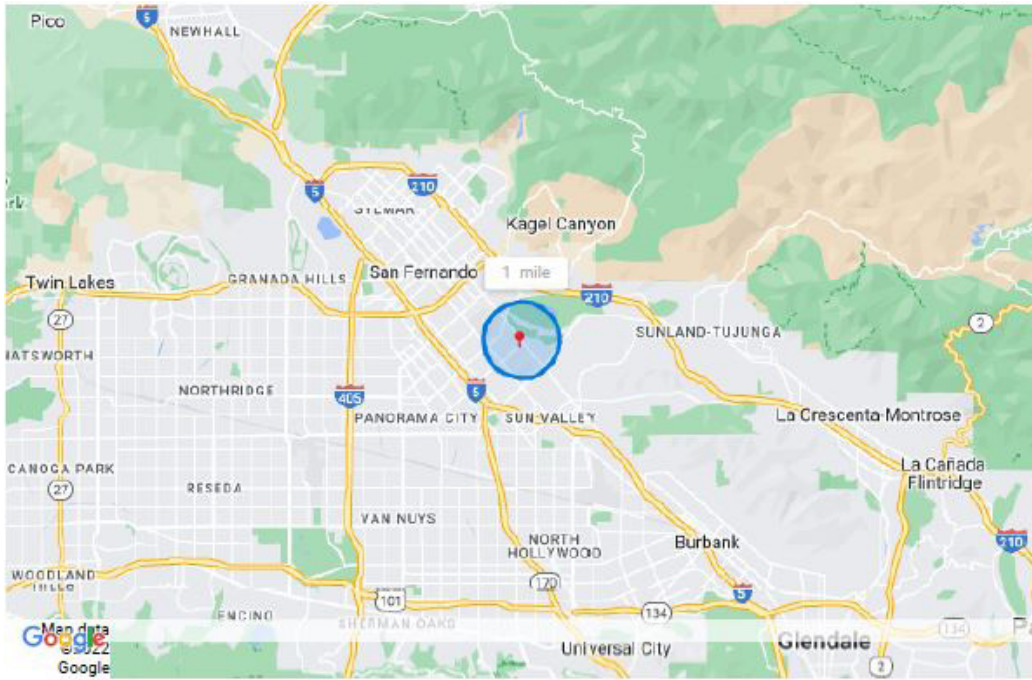 Pico
5
NEWHALL
5
210
SYLMAR
Kagel Canyon
San Fernando
1 mile
Twin Lakes
GRANADA HILLS
210
27
SUNLAND-TUJUNGA
2
HATSWORTH
NORTHRIDGE
405
5
PANORAMA CITY
SUN VALLEY
La Crescenta-Montrose
CANOGA PARK
La Cañada
Flintridge
27
RESEDA
VAN NUYS
NORTH
HOLLYWOOD
Burbank
210
WOODLAND
HILLS
170
101
5
134
ENCINO
SHERMAN OAKS
Universal City
Glendale
134
Pa
2
Google
Map data
©2022
Google